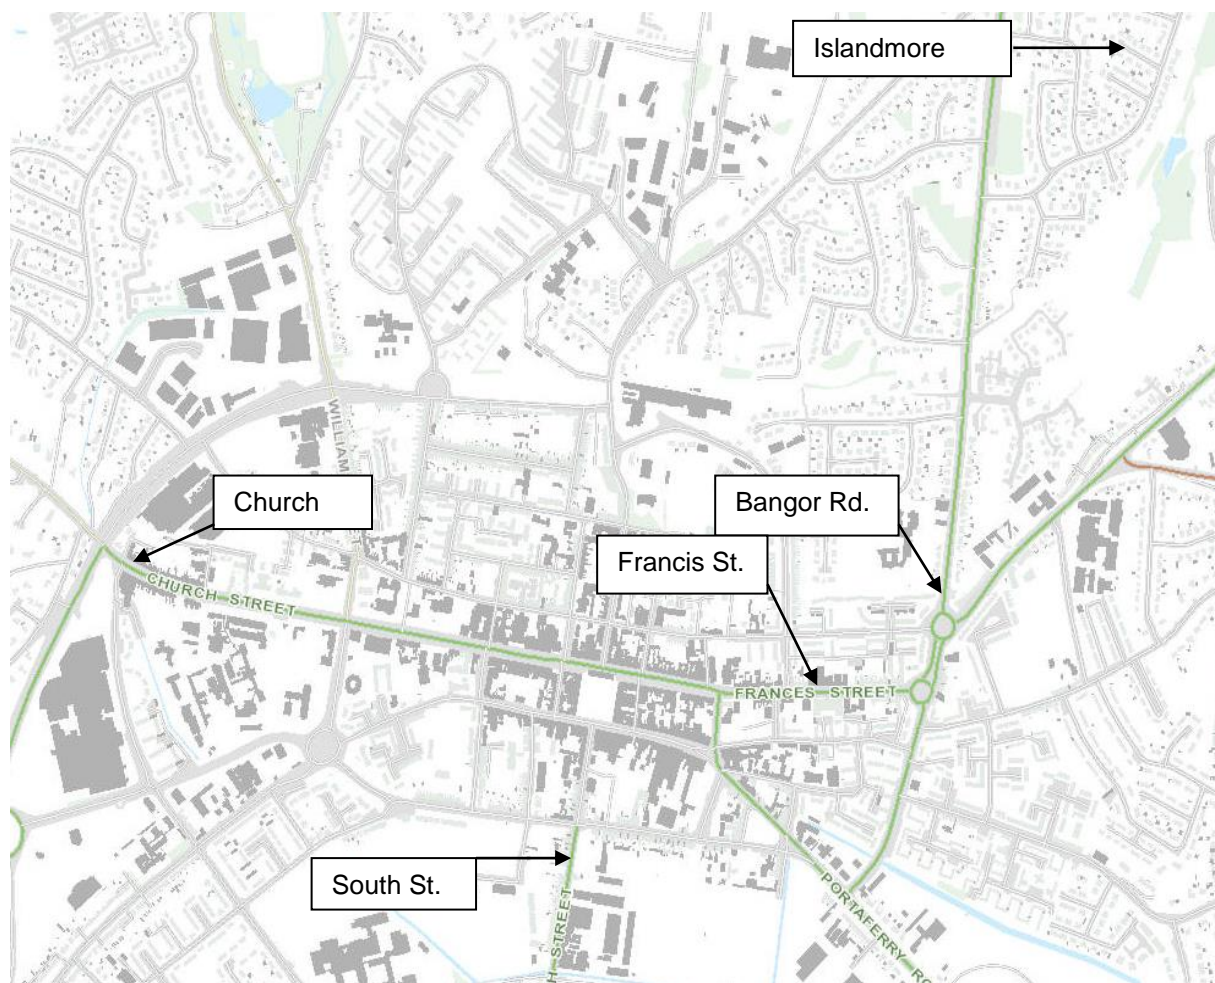 Islandmore
WILLIAM
Church
Bangor Rd.
Francis St.
CHURCH STREET
FRANCES STREET
South St.
PORTAFERRY RO
H STREET